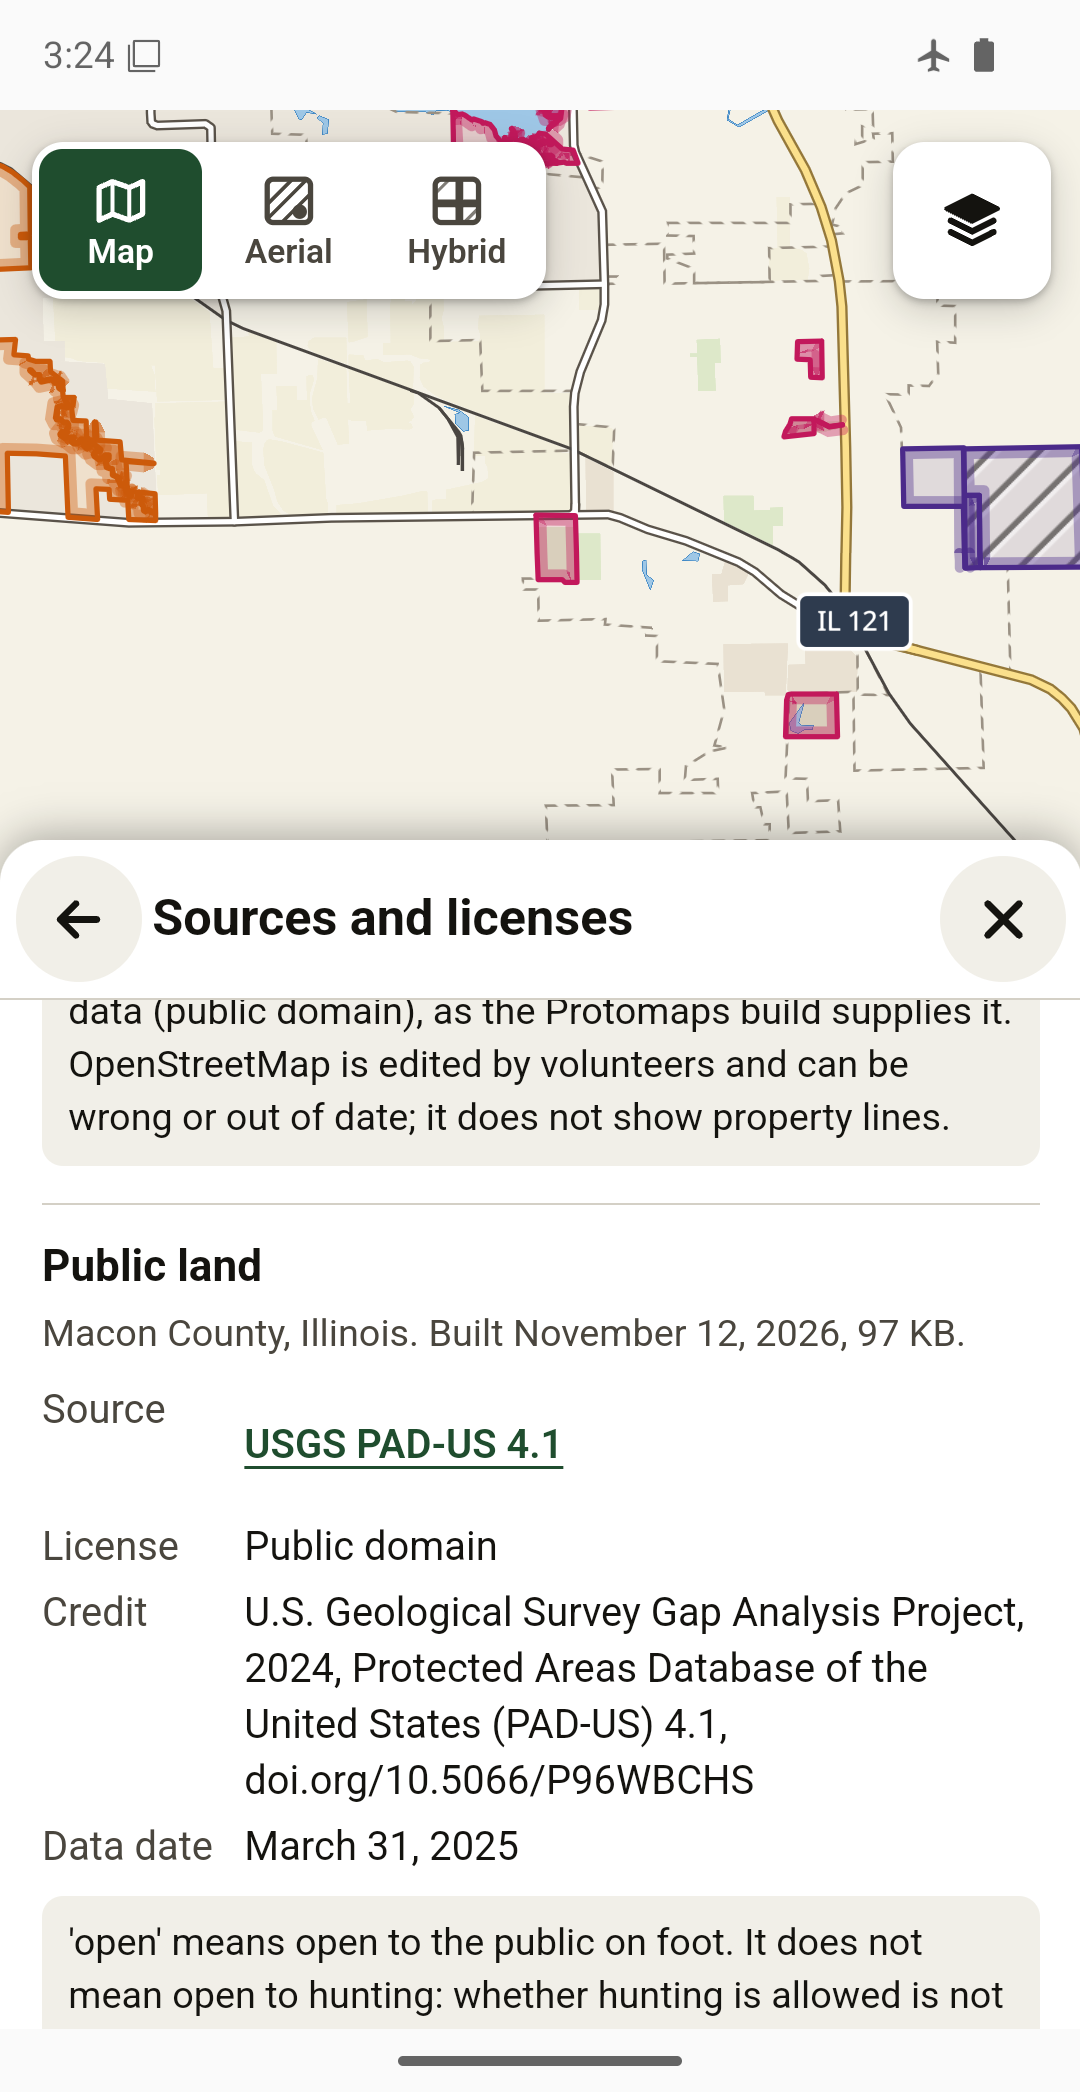 3:24
Map
Aerial
Hybrid
IL 121
Sources and licenses
data (public domain), as the Protomaps build supplies it.
OpenStreetMap is edited by volunteers and can be
wrong or out of date; it does not show property lines.
Public land
Macon County, Illinois. Built November 12, 2026, 97 KB.
Source
USGS PAD-US 4.1
License
Public domain
Credit
U.S. Geological Survey Gap Analysis Project,
2024, Protected Areas Database of the
United States (PAD-US) 4.1,
doi.org/10.5066/P96WBCHS
Data date
March 31, 2025
'open' means open to the public on foot. It does not
mean open to hunting: whether hunting is allowed is not